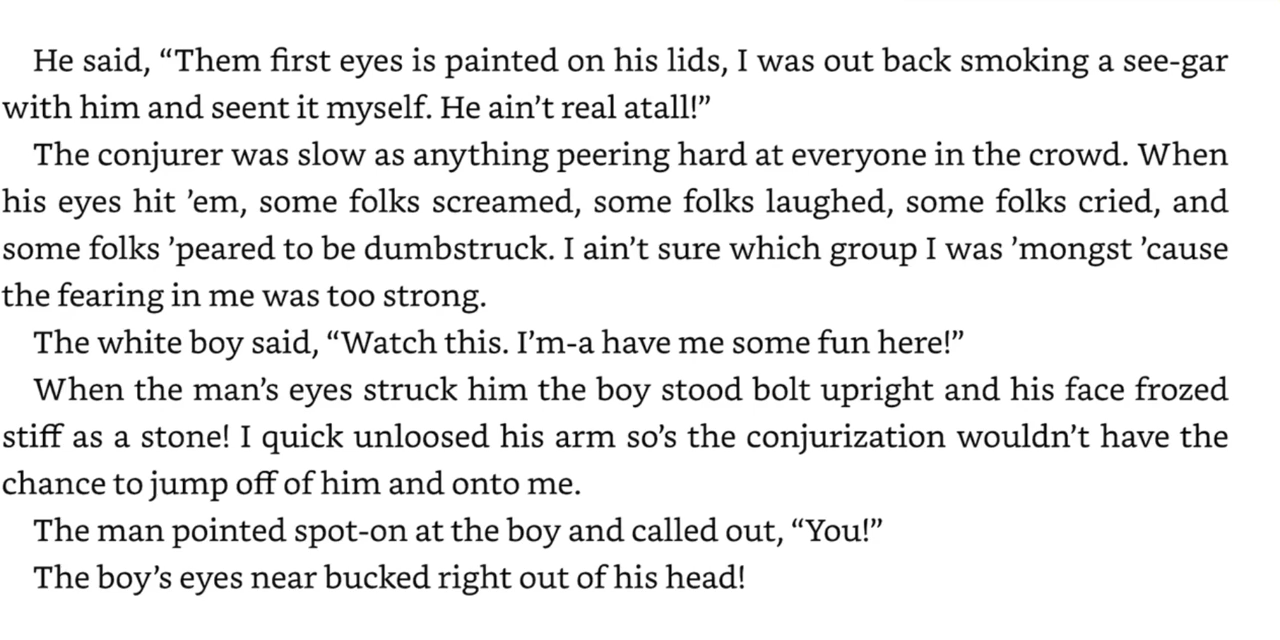 He said, “Them first eyes is painted on his lids, I was out back smoking a see-gar
with him and seent it myself. He ain’t real atall!”
The conjurer was slow as anything peering hard at everyone in the crowd. When
his eyes hit ’em, some folks screamed, some folks laughed, some folks cried, and
some folks ’peared to be dumbstruck. I ain’t sure which group I was ’mongst ’cause
the fearing in me was too strong.
The white boy said, “Watch this. I’m-a have me some fun here!”
When the man’s eyes struck him the boy stood bolt upright and his face frozed
stiff as a stone! I quick unloosed his arm so’s the conjurization wouldn’t have the
chance to jump off of him and onto me.
The man pointed spot-on at the boy and called out, “You!”
The boy’s eyes near bucked right out of his head!